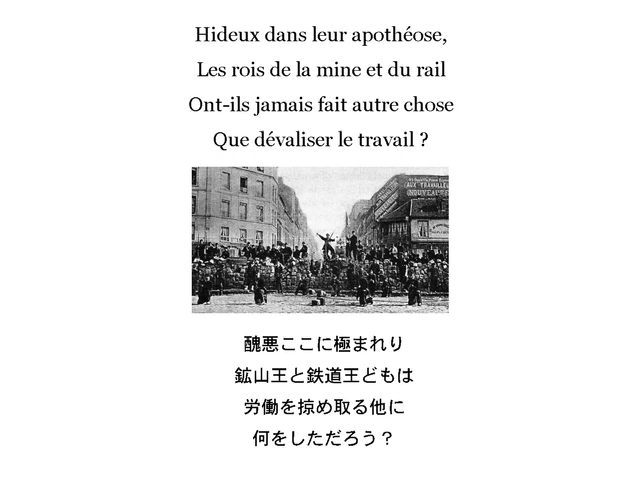 Hideux dans leur apothéose,
Les rois de la mine et du rail
Ont-ils jamais fait autre chose
Que dévaliser le travail ?
AUX TRAVAILLEURS
NOUVEAUTÉS
醜悪ここに極まれり
鉱山王と鉄道王どもは
労働を掠め取る他に
何をしただろう？